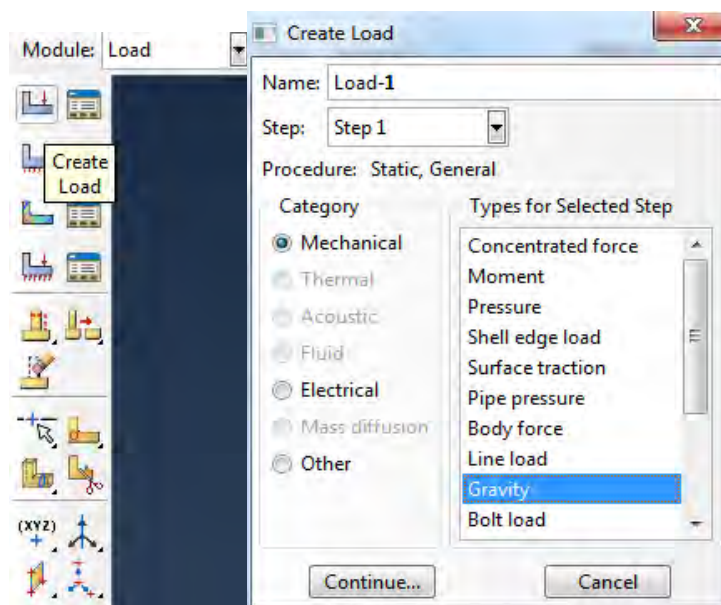 Module: Load
Create
Load
(XYZ)
Create Load
Name: Load-1
Step: Step 1
Procedure: Static, General
Category
Mechanical
Thermal
Acoustic
Fluid
Electrical
Mass diffusion
Other
Types for Selected Step
Concentrated force
Moment
Pressure
Shell edge load
Surface traction
Pipe pressure
Body force
Line load
Gravity
Bolt load
Continue...
Cancel